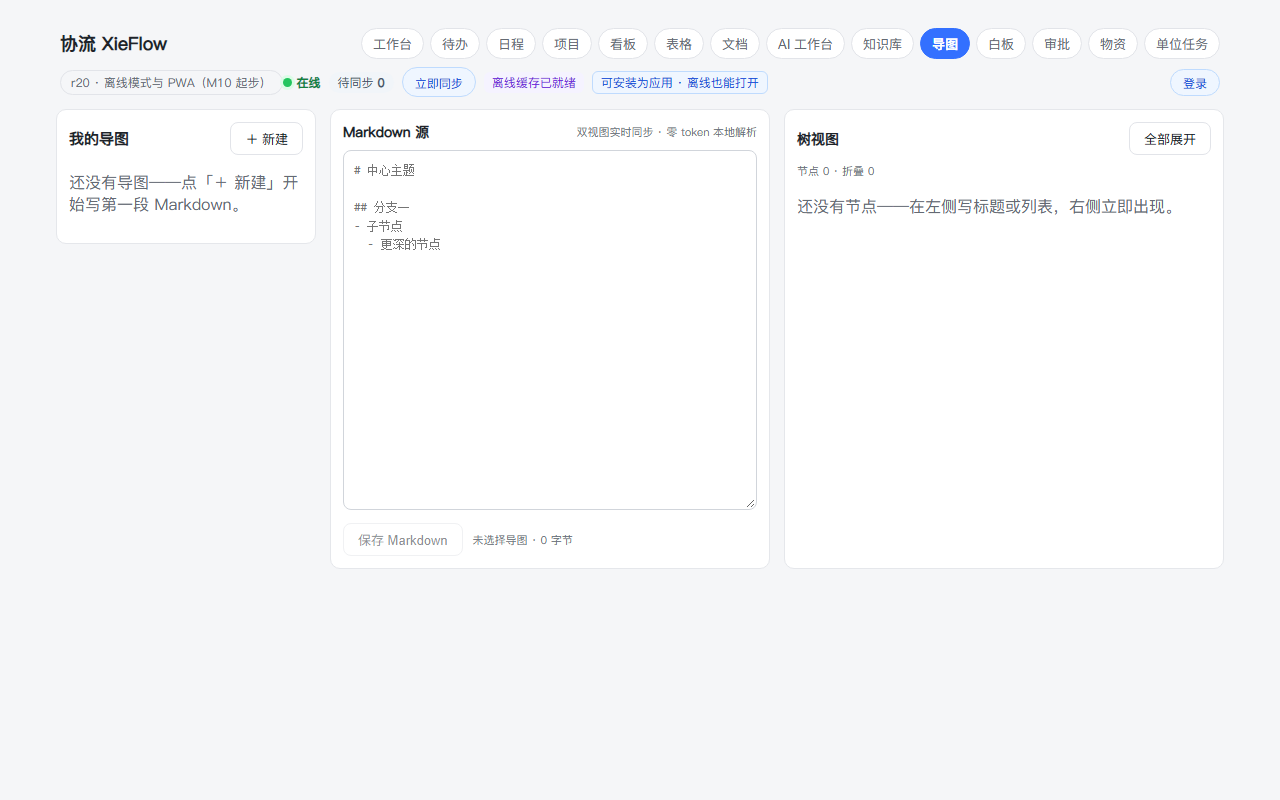 协流 XieFlow
工作台 待办 日程 项目 看板 表格 文档 AI 工作台 知识库 导图 白板 审批 物资 单位任务
r20 · 离线模式与 PWA（M10 起步） 在线 待同步 0 立即同步 离线缓存已就绪 可安装为应用 · 离线也能打开 登录
我的导图 ＋ 新建
还没有导图——点「＋ 新建」开
始写第一段 Markdown。
Markdown 源 双视图实时同步 · 零 token 本地解析
# 中心主题
## 分支一
- 子节点
- 更深的节点
保存 Markdown 未选择导图 · 0 字节
树视图 全部展开
节点 0 · 折叠 0
还没有节点——在左侧写标题或列表，右侧立即出现。